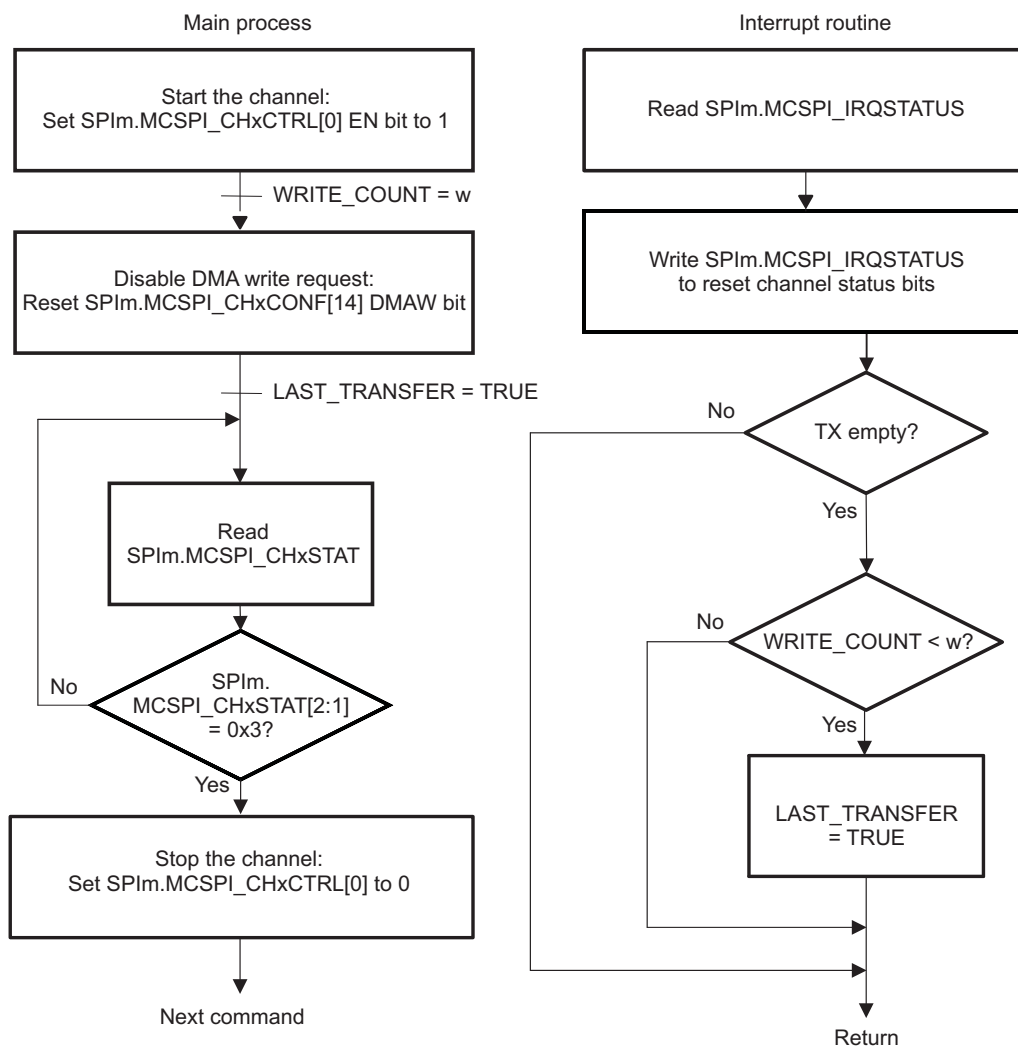 Main process
Start the channel:
Set SPIm.MCSPI_CHxCTRL[0] EN bit to 1
WRITE_COUNT = w
Disable DMA write request:
Reset SPIm.MCSPI_CHxCONF[14] DMAW bit
LAST_TRANSFER = TRUE
Read
SPIm.MCSPI_CHxSTAT
No
SPIm.
MCSPI_CHxSTAT[2:1]
= 0x3?
Yes
Stop the channel:
Set SPIm.MCSPI_CHxCTRL[0] to 0
Next command
Interrupt routine
Read SPIm.MCSPI_IRQSTATUS
Write SPIm.MCSPI_IRQSTATUS
to reset channel status bits
No
TX empty?
Yes
No
WRITE_COUNT < w?
Yes
LAST_TRANSFER
= TRUE
Return